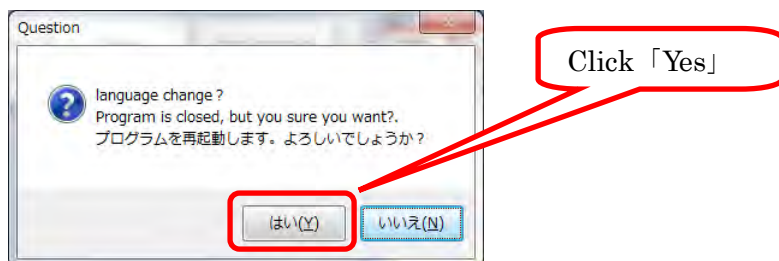 Question
Click「Yes」
language change ?
Program is closed, but you sure you want?.
プログラムを再起動します。よろしいでしょうか？
はい(Y)
いいえ(N)